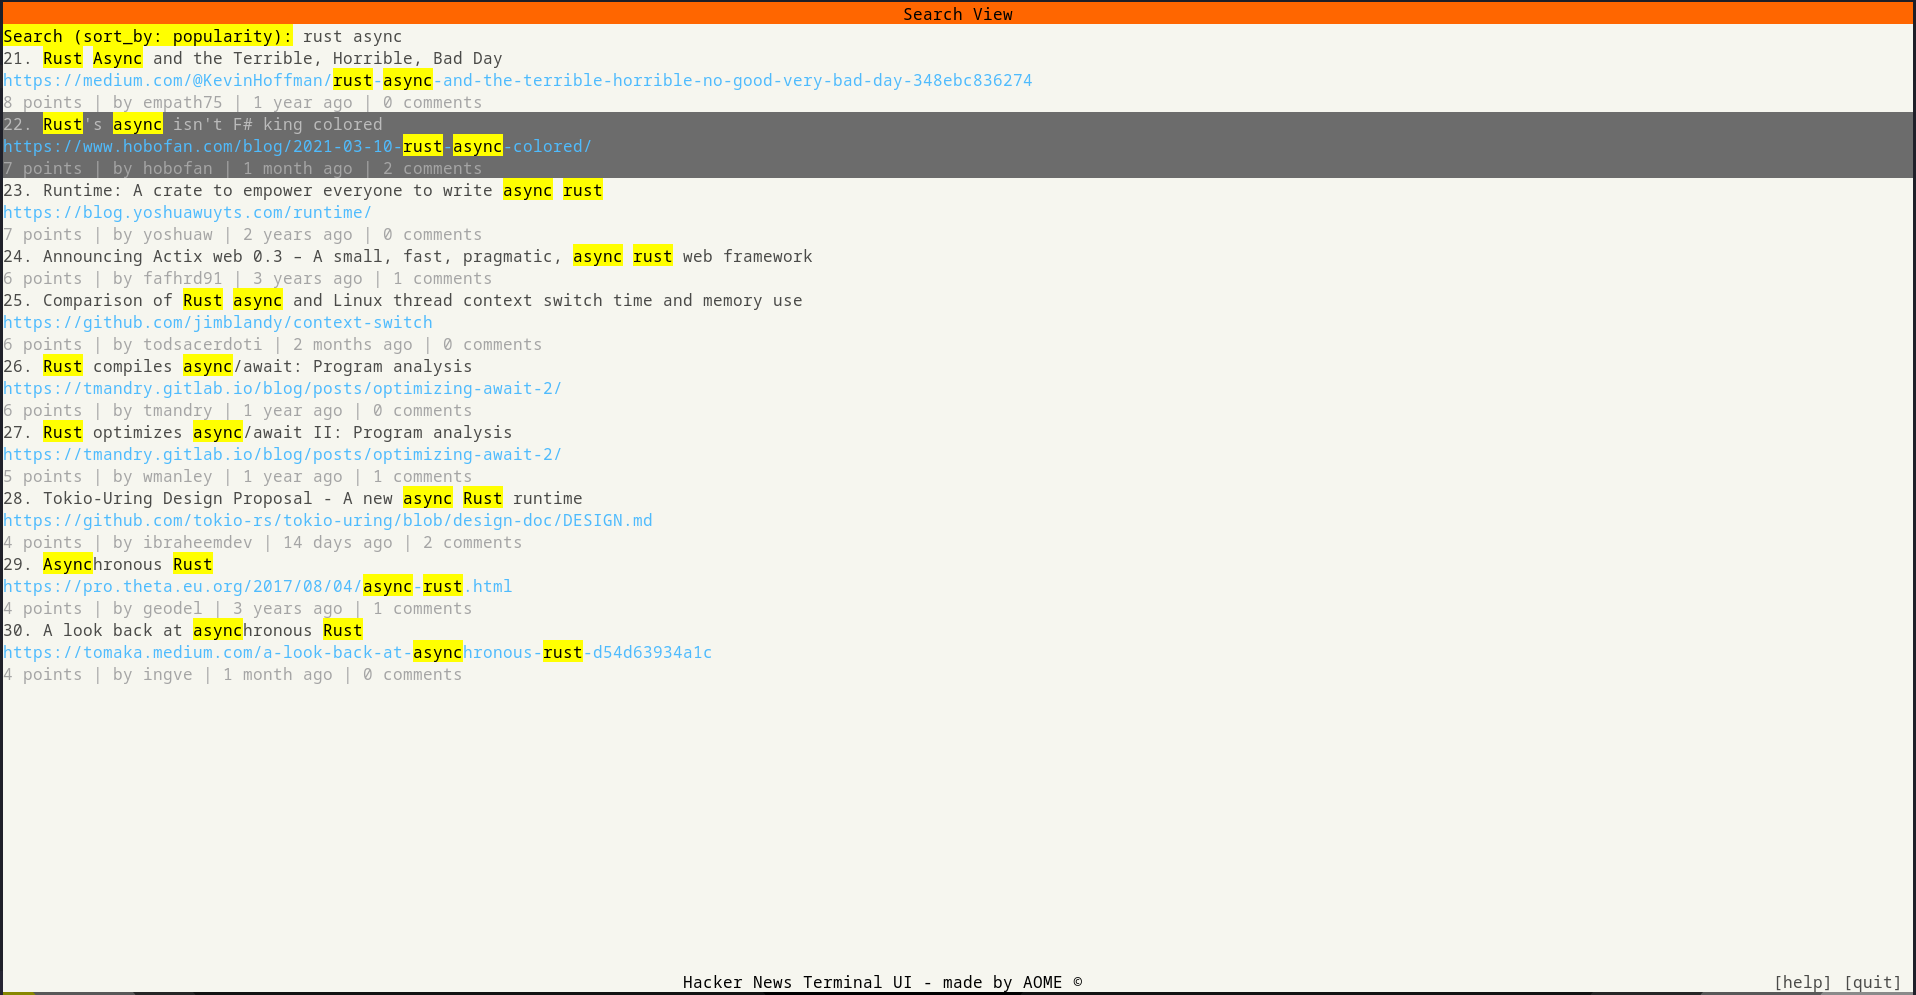 Search View
Search (sort_by: popularity): rust async
21. Rust Async and the Terrible, Horrible, Bad Day
https://medium.com/@KevinHoffman/rust-async-and-the-terrible-horrible-no-good-very-bad-day-348ebc836274
8 points | by empath75 | 1 year ago | 0 comments
22. Rust's async isn't F# king colored
https://www.hobofan.com/blog/2021-03-10-rust-async-colored/
7 points | by hobofan | 1 month ago | 2 comments
23. Runtime: A crate to empower everyone to write async rust
https://blog.yoshuawuyts.com/runtime/
7 points | by yoshuaw | 2 years ago | 0 comments
24. Announcing Actix web 0.3 – A small, fast, pragmatic, async rust web framework
6 points | by fafhrd91 | 3 years ago | 1 comments
25. Comparison of Rust async and Linux thread context switch time and memory use
https://github.com/jimblandy/context-switch
6 points | by todsacerdoti | 2 months ago | 0 comments
26. Rust compiles async/await: Program analysis
https://tmandry.gitlab.io/blog/posts/optimizing-await-2/
6 points | by tmandry | 1 year ago | 0 comments
27. Rust optimizes async/await II: Program analysis
https://tmandry.gitlab.io/blog/posts/optimizing-await-2/
5 points | by wmanley | 1 year ago | 1 comments
28. Tokio-Uring Design Proposal - A new async Rust runtime
https://github.com/tokio-rs/tokio-uring/blob/design-doc/DESIGN.md
4 points | by ibraheemdev | 14 days ago | 2 comments
29. Asynchronous Rust
https://pro.theta.eu.org/2017/08/04/async-rust.html
4 points | by geodel | 3 years ago | 1 comments
30. A look back at asynchronous Rust
https://tomaka.medium.com/a-look-back-at-asynchronous-rust-d54d63934a1c
4 points | by ingve | 1 month ago | 0 comments
Hacker News Terminal UI - made by AOME © [help] [quit]